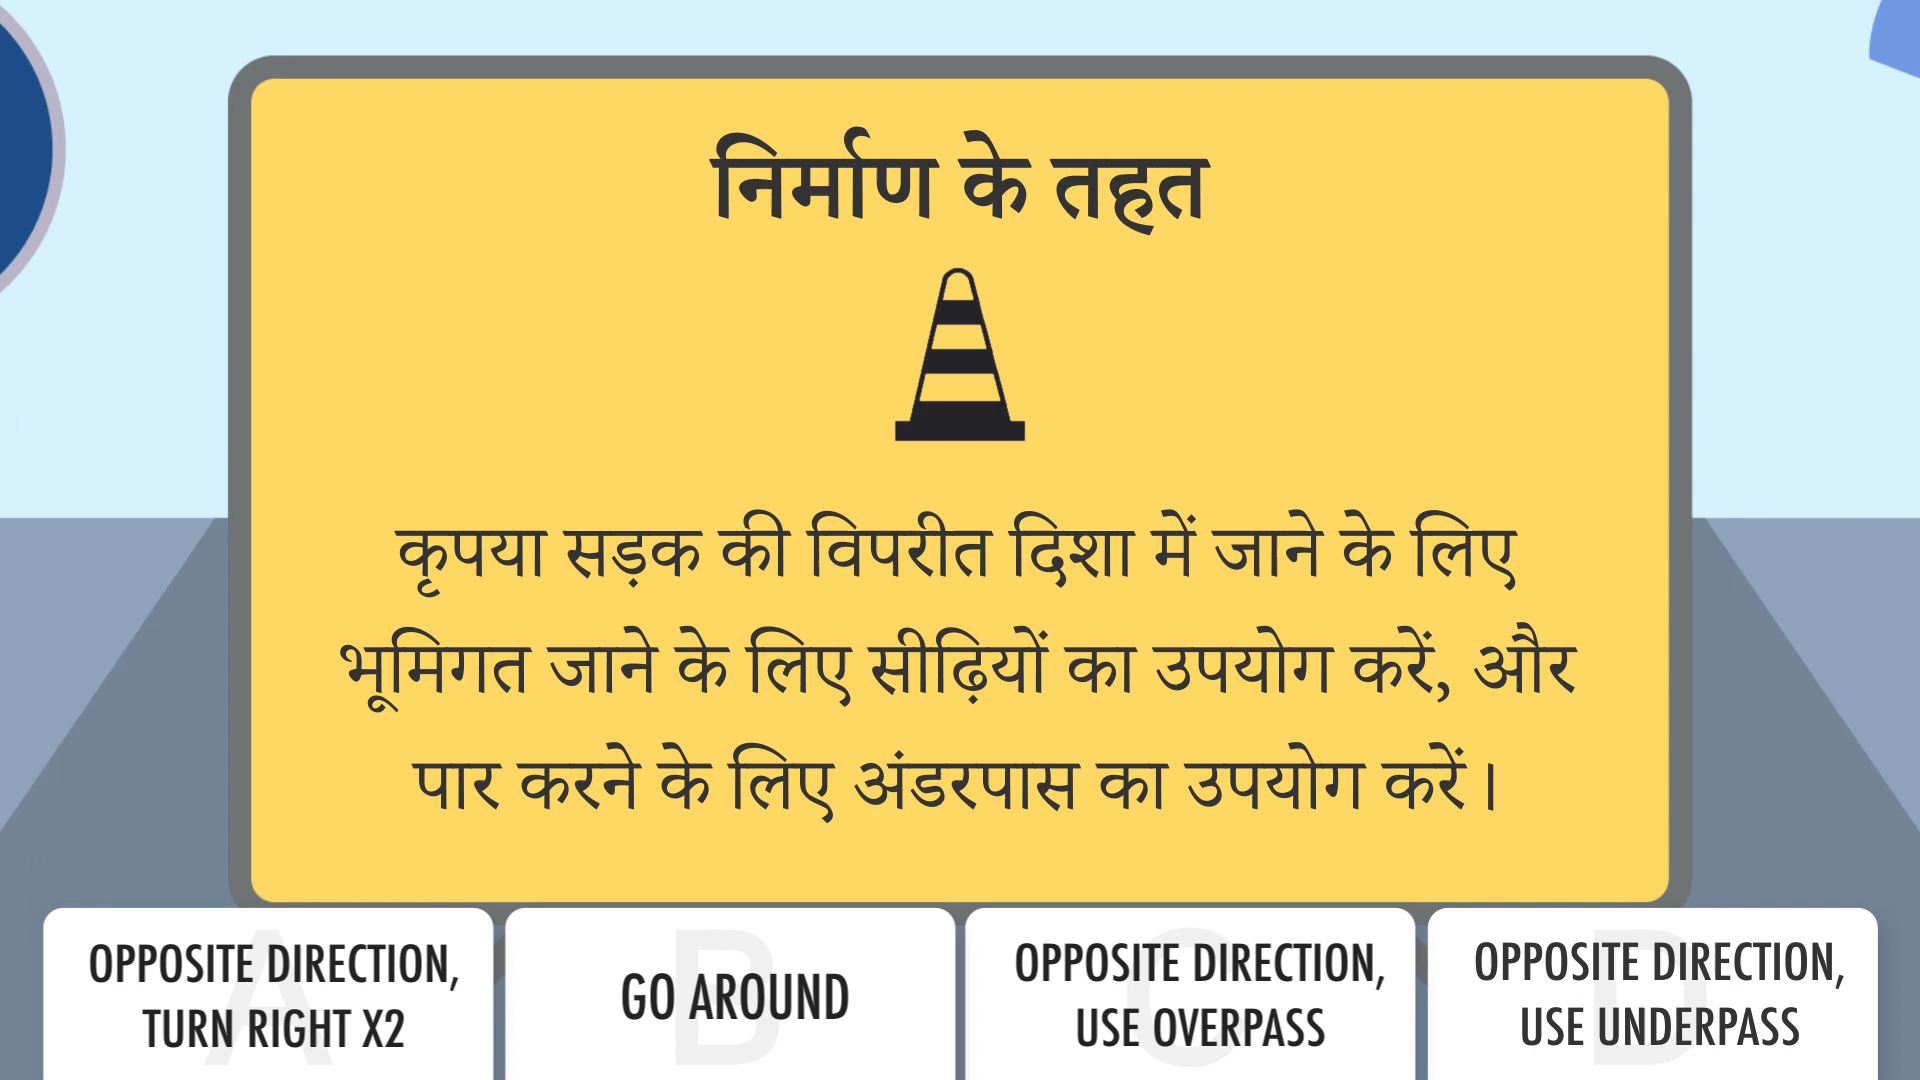 निर्माण के तहत
कृपया सड़क की विपरीत दिशा में जाने के लिए
भूमिगत जाने के लिए सीढ़ियों का उपयोग करें, और
पार करने के लिए अंडरपास का उपयोग करें।
A
OPPOSITE DIRECTION,
TURN RIGHT X2
B
GO AROUND
C
OPPOSITE DIRECTION,
USE OVERPASS
D
OPPOSITE DIRECTION,
USE UNDERPASS